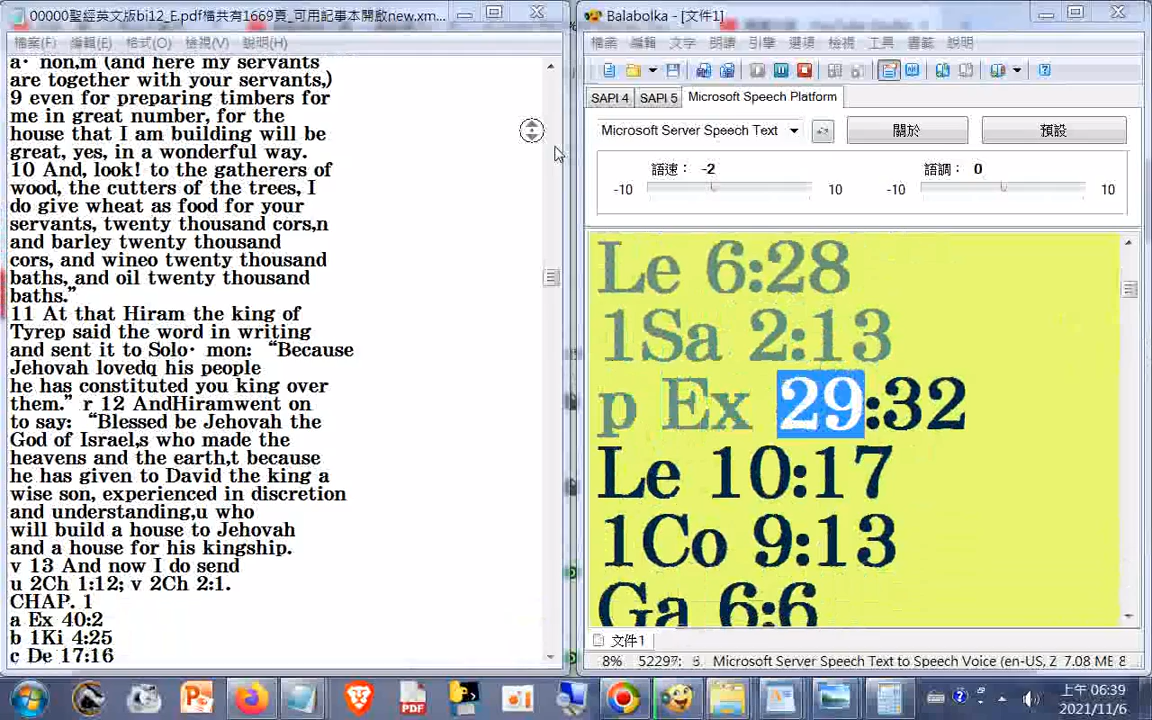 00000聖經英文版bi12_E.pdf檔共有1669頁_可用記事本開啟new.xm...
檔案(F) 編輯(E) 格式(O) 檢視(V) 說明(H)
a· non,m (and here my servants
are together with your servants,)
9 even for preparing timbers for
me in great number, for the
house that I am building will be
great, yes, in a wonderful way.
10 And, look! to the gatherers of
wood, the cutters of the trees, I
do give wheat as food for your
servants, twenty thousand cors,n
and barley twenty thousand
cors, and wineo twenty thousand
baths, and oil twenty thousand
baths.”
11 At that Hiram the king of
Tyrep said the word in writing
and sent it to Solo· mon: “Because
Jehovah lovedq his people
he has constituted you king over
them.” r 12 AndHiramwent on
to say: “Blessed be Jehovah the
God of Israel,s who made the
heavens and the earth,t because
he has given to David the king a
wise son, experienced in discretion
and understanding,u who
will build a house to Jehovah
and a house for his kingship.
v 13 And now I do send
u 2Ch 1:12; v 2Ch 2:1.
CHAP. 1
a Ex 40:2
b 1Ki 4:25
c De 17:16
Balabolka - [文件1]
檔案 編輯 文字 朗讀 引擎 選項 檢視 工具 書籤 說明
SAPI 4 SAPI 5 Microsoft Speech Platform
Microsoft Server Speech Text 關於 預設
語速： -2 語調： 0
-10 10 -10 10
Le 6:28
1Sa 2:13
p Ex 29:32
Le 10:17
1Co 9:13
Ga 6:6
文件1
8% Microsoft Server Speech Text to Speech Voice (en-US, Z 7.08 MB 8
PDF
上午 06:39
2021/11/6